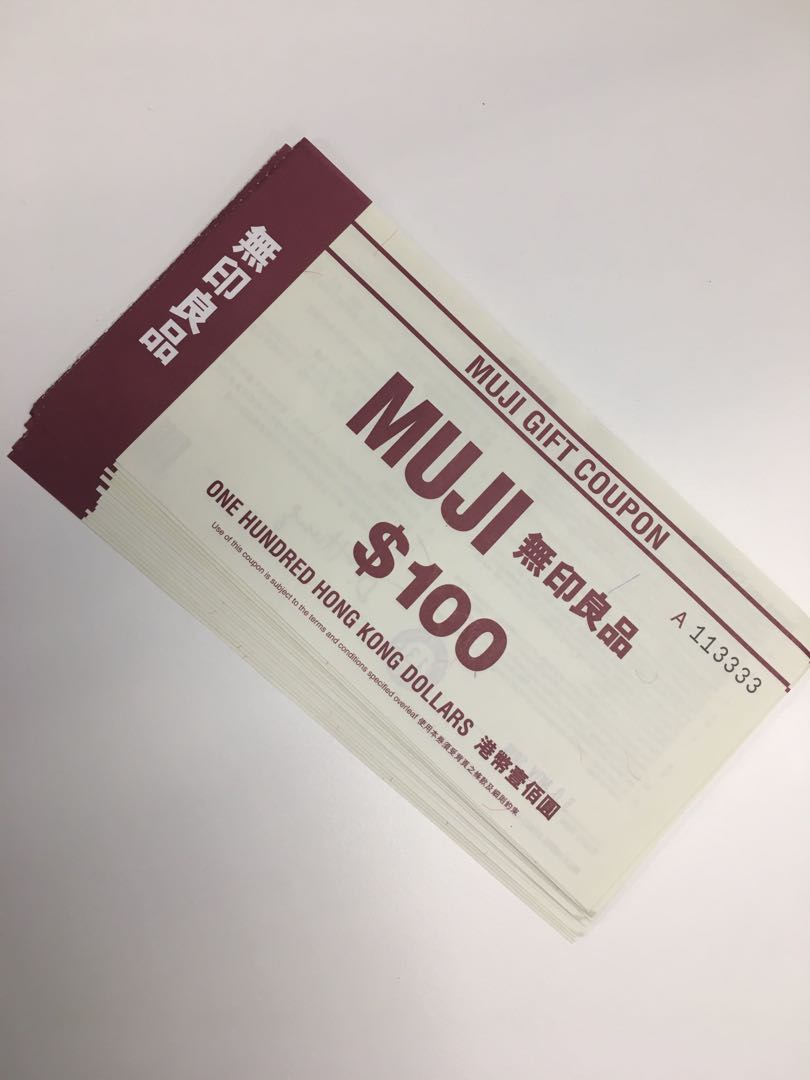 無印良品
MUJI GIFT COUPON
MUJI 無印良品
$100
A 113333
ONE HUNDRED HONG KONG DOLLARS 港幣壹佰圓
Use of this coupon is subject to the terms and conditions specified overleaf 使用本券須受背頁之條款及細則約束